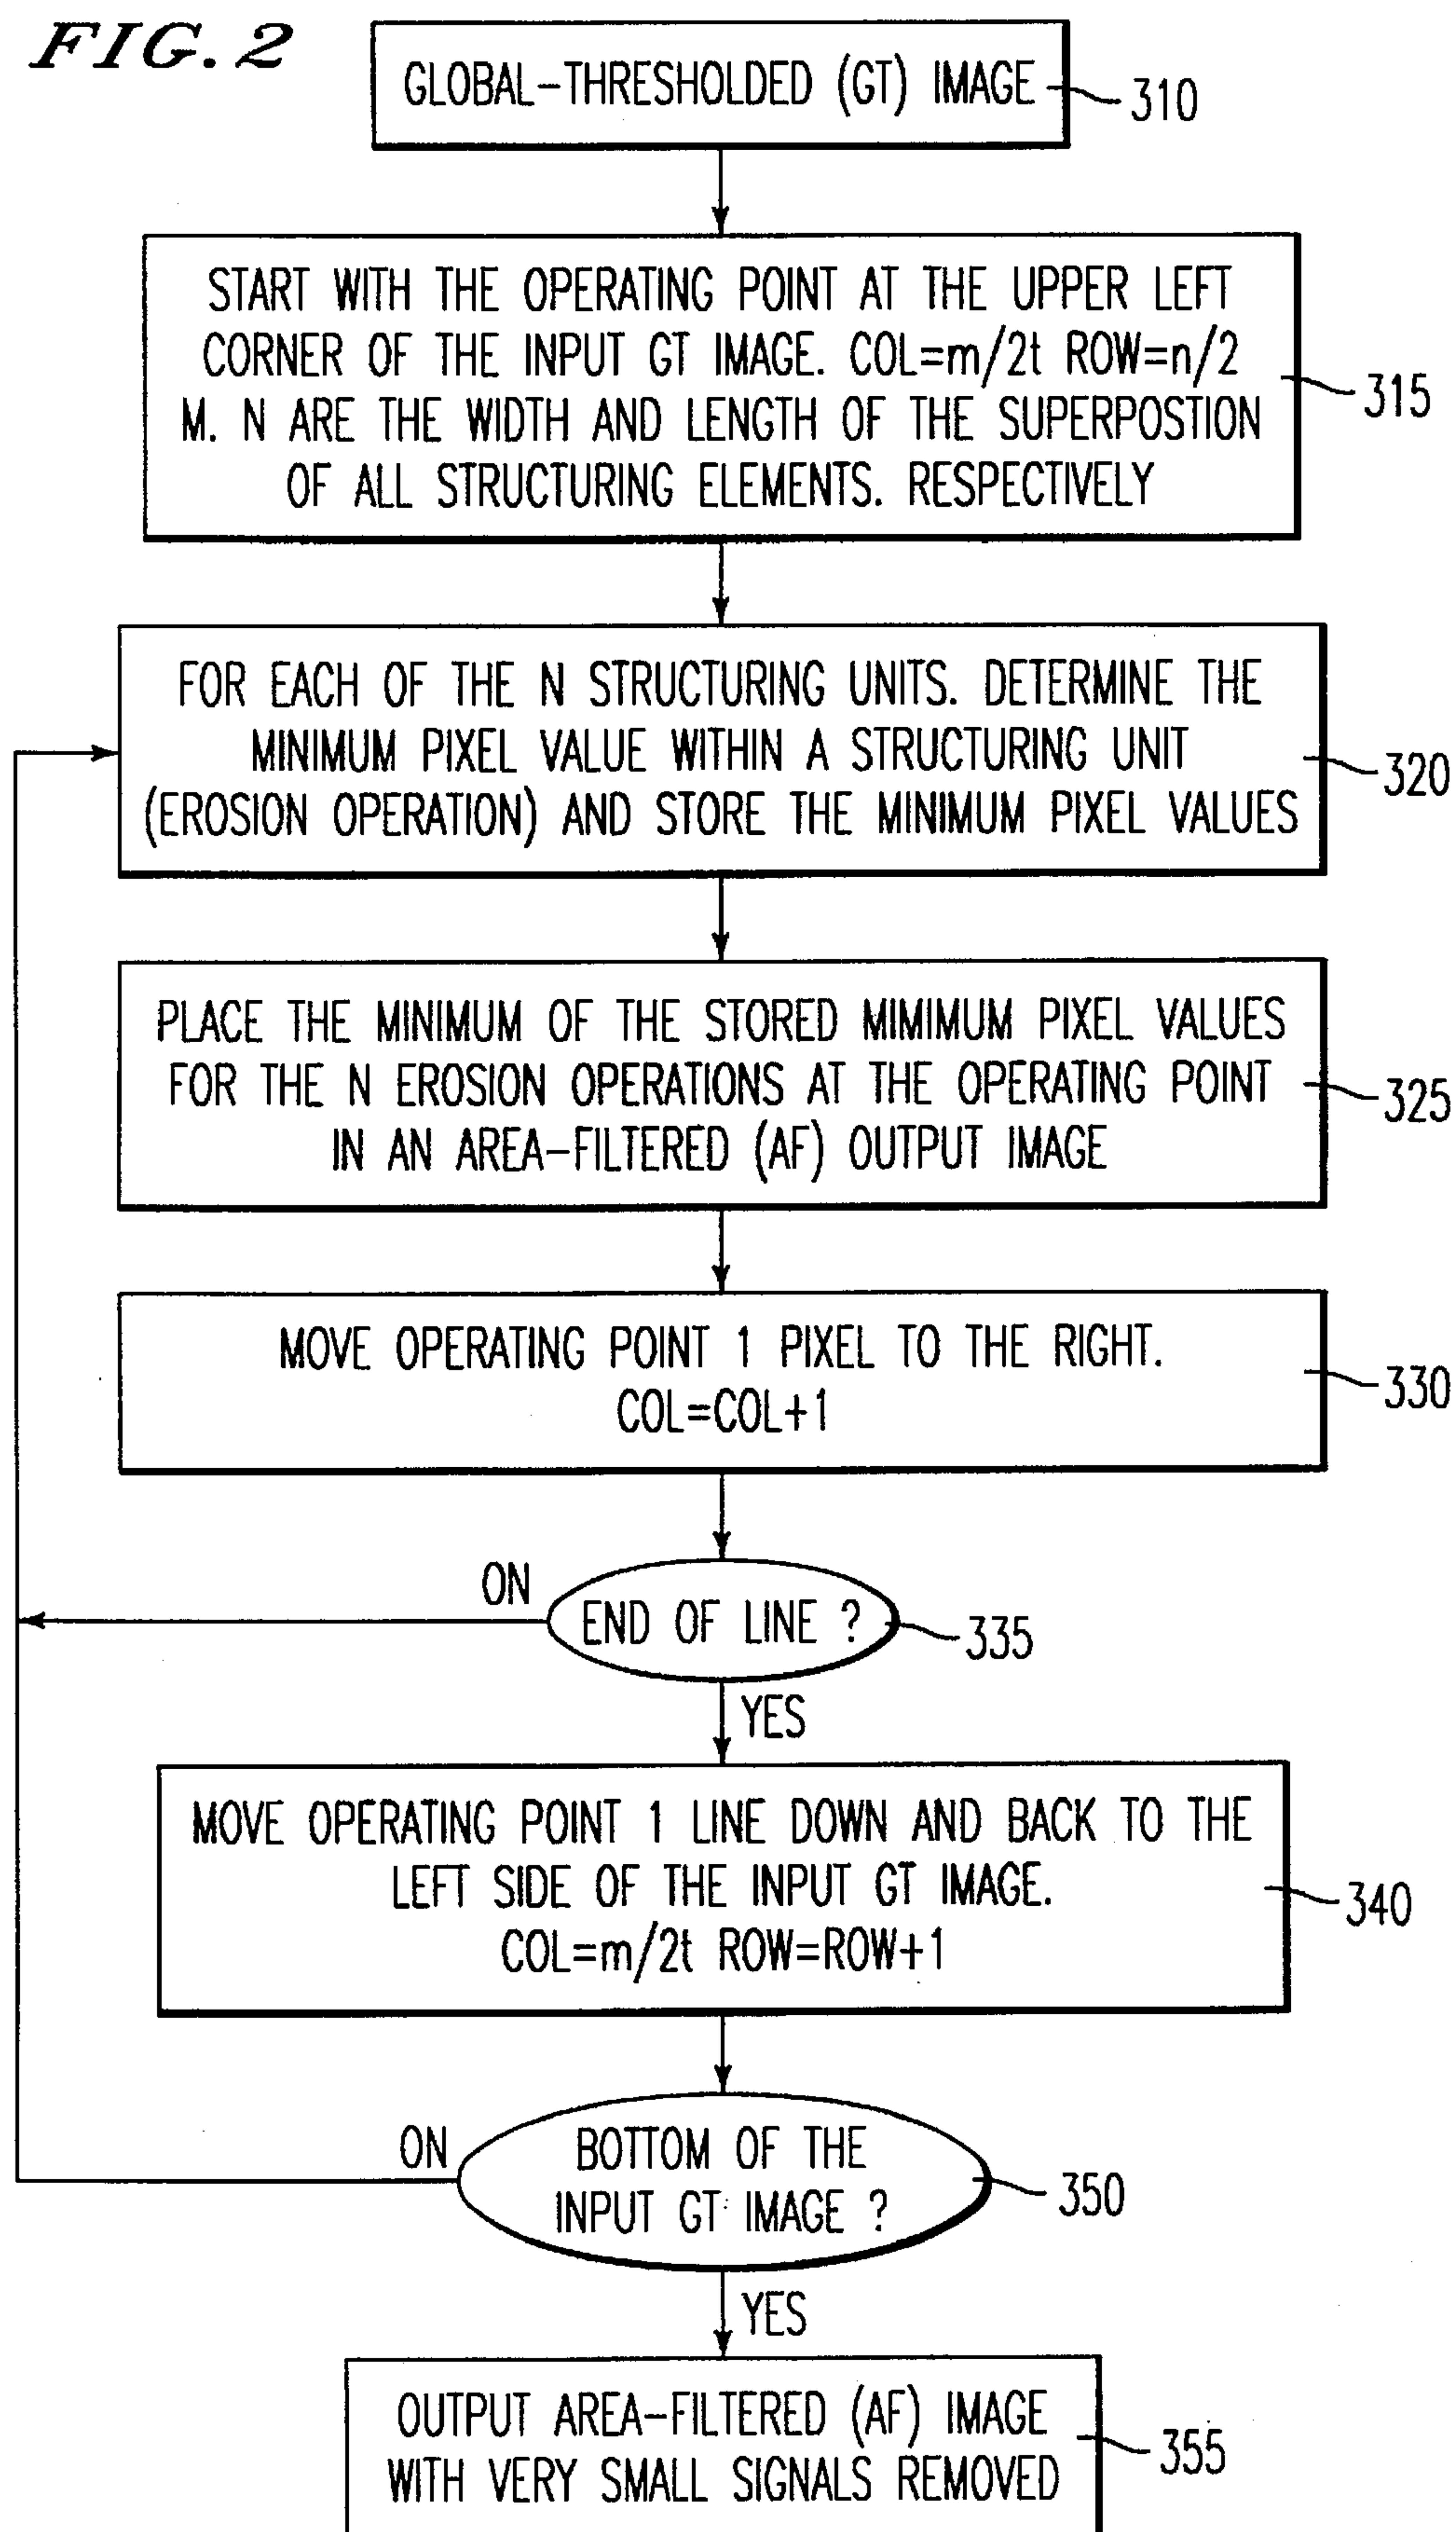 FIG. 2
GLOBAL-THRESHOLDED (GT) IMAGE
310
START WITH THE OPERATING POINT AT THE UPPER LEFT
CORNER OF THE INPUT GT IMAGE. COL=m/2t ROW=n/2
M. N ARE THE WIDTH AND LENGTH OF THE SUPERPOSTION
OF ALL STRUCTURING ELEMENTS. RESPECTIVELY
315
FOR EACH OF THE N STRUCTURING UNITS. DETERMINE THE
MINIMUM PIXEL VALUE WITHIN A STRUCTURING UNIT
(EROSION OPERATION) AND STORE THE MINIMUM PIXEL VALUES
320
PLACE THE MINIMUM OF THE STORED MIMIMUM PIXEL VALUES
FOR THE N EROSION OPERATIONS AT THE OPERATING POINT
IN AN AREA-FILTERED (AF) OUTPUT IMAGE
325
MOVE OPERATING POINT 1 PIXEL TO THE RIGHT.
COL=COL+1
330
ON
END OF LINE ?
335
YES
MOVE OPERATING POINT 1 LINE DOWN AND BACK TO THE
LEFT SIDE OF THE INPUT GT IMAGE.
COL=m/2t ROW=ROW+1
340
ON
BOTTOM OF THE
INPUT GT IMAGE ?
350
YES
OUTPUT AREA-FILTERED (AF) IMAGE
WITH VERY SMALL SIGNALS REMOVED
355